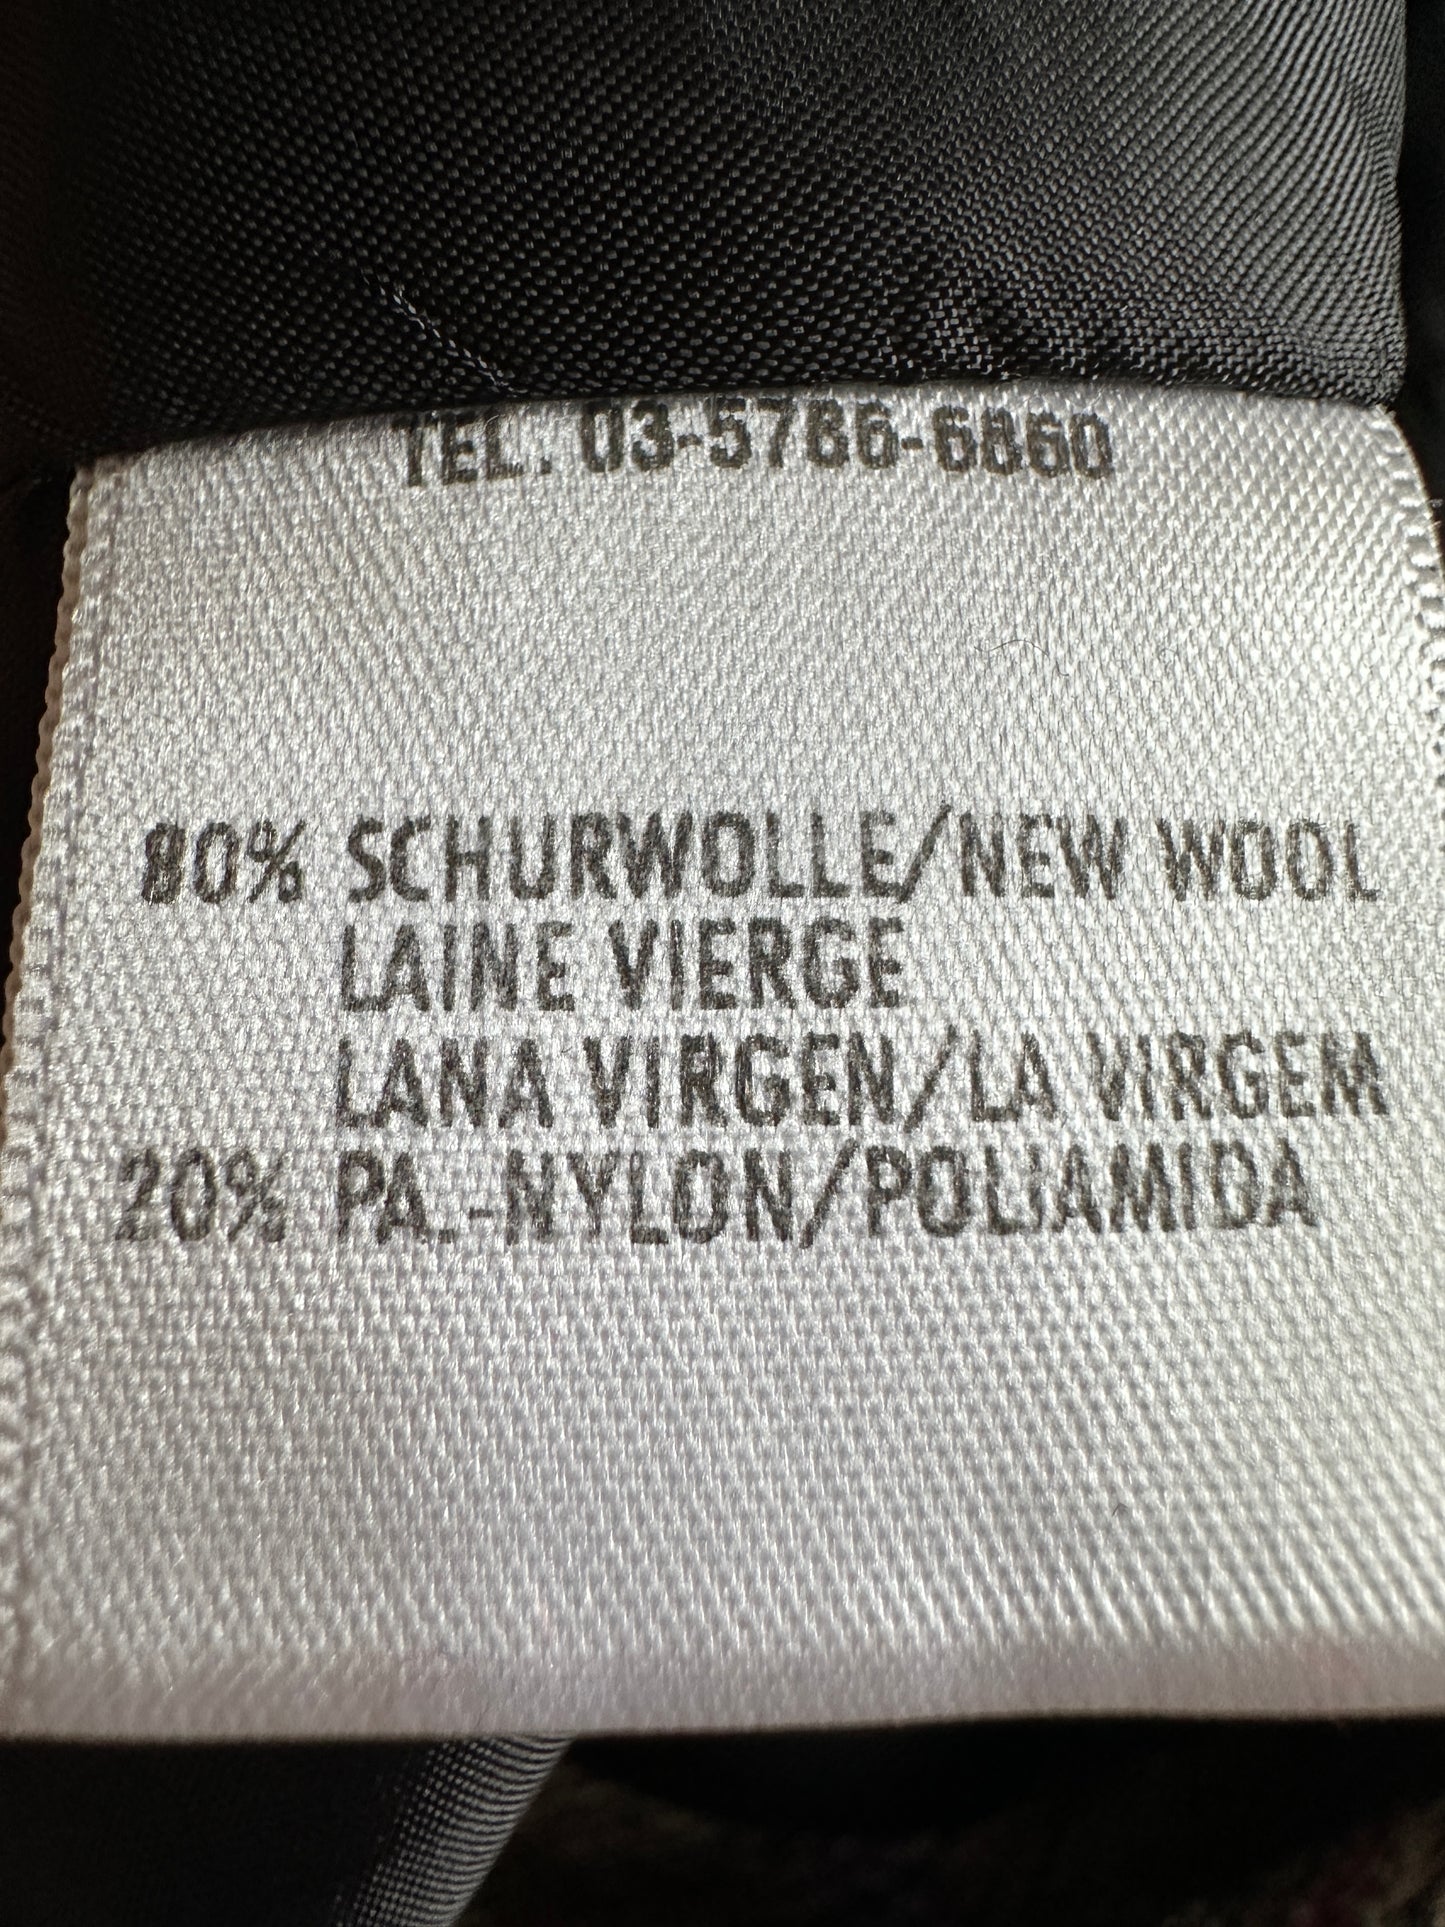 TEL. 03-5786-6860
80% SCHURWOLLE/NEW WOOL
LAINE VIERGE
LANA VIRGEN/LA VIRGEM
20% PA.-NYLON/POLIAMIDA